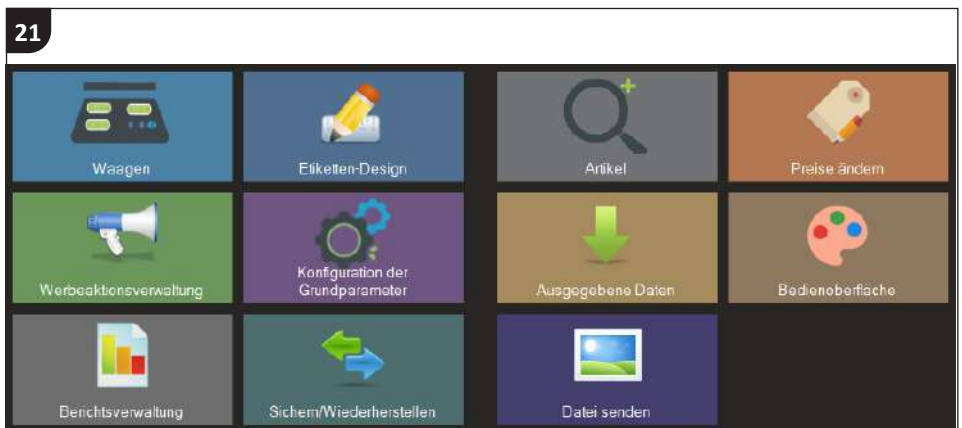 21
Waagen
Etiketten-Design
Artikel
Preise ändern
Werbeaktionsverwaltung
Konfiguration der
Grundparameter
Ausgegebene Daten
Bedienoberfläche
Berichtsverwaltung
Sichern/Wiederherstellen
Datei senden